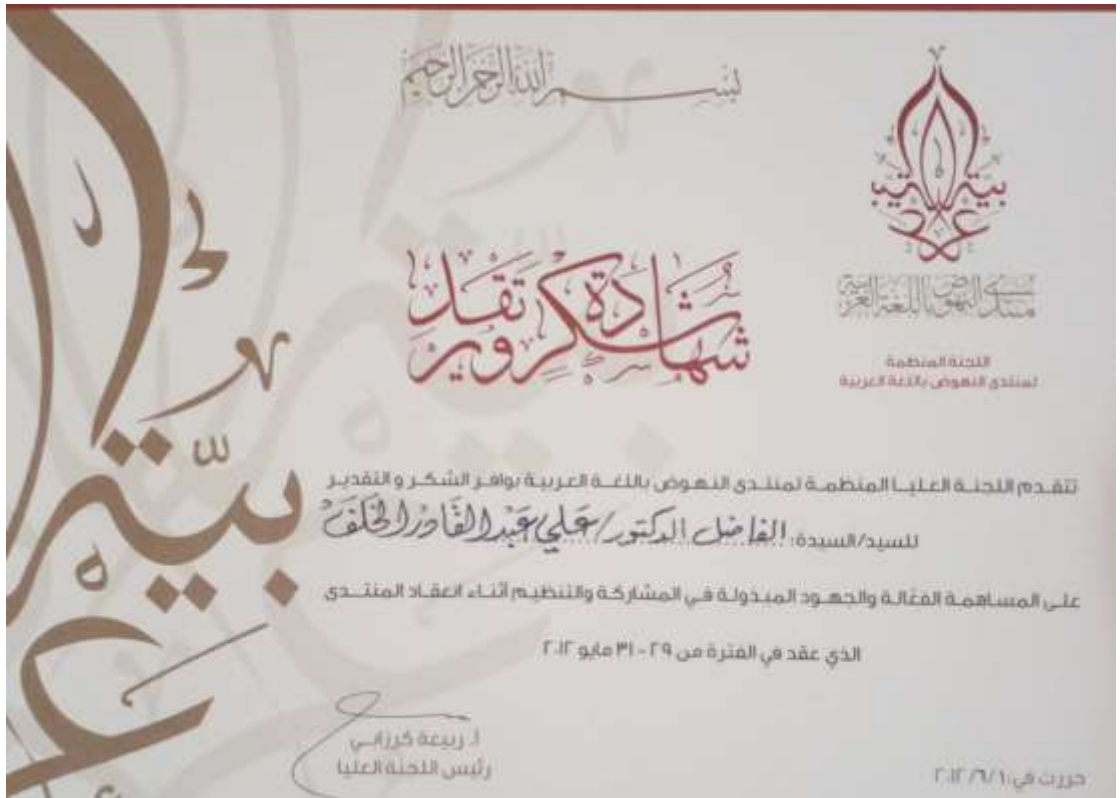 بسم الله الرحمن الرحيم
عربية
منتدى النهوض باللغة العربية
اللجنة المنظمة
لمنتدى النهوض باللغة العربية
شهادة شكر وتقدير
تتقدم اللجنة العليا المنظمة لمنتدى النهوض باللغة العربية بوافر الشكر و التقدير
للسيد/السيدة: الفاضل الدكتور/ علي عبد القادر الخلف
على المساهمة الفعّالة والجهود المبذولة في المشاركة والتنظيم أثناء انعقاد المنتدى
الذي عقد في الفترة من ٢٩ - ٣١ مايو ٢٠١٢
أ. ربيعة كرزابي
رئيس اللجنة العليا
حررت في: ٢٠١٢/٦/١